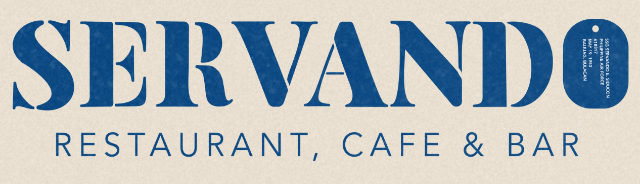 SERVANDO
RESTAURANT, CAFE & BAR